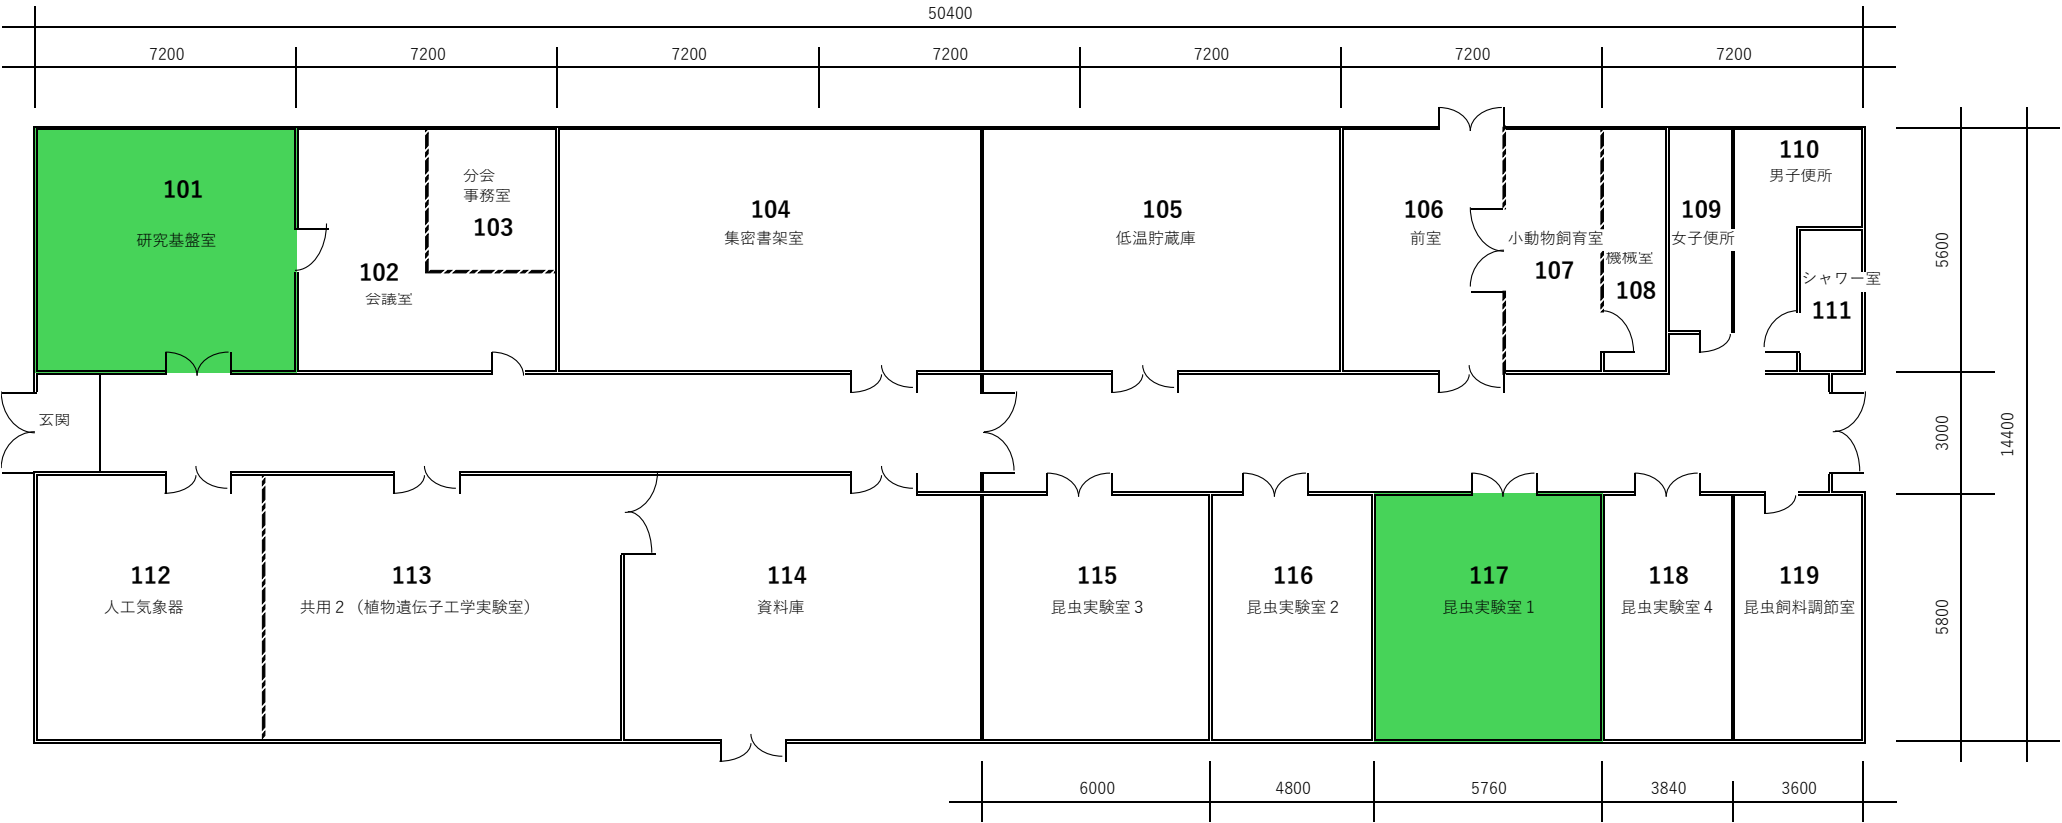 50400
7200 7200 7200 7200 7200 7200 7200
101
研究基盤室
102
会議室
分会
事務室
103
104
集密書架室
105
低温貯蔵庫
106
前室
小動物飼育室
107
機械室
108
109
女子便所
110
男子便所
シャワー室
111
5600
3000
5800
14400
玄関
112
人工気象器
113
共用2（植物遺伝子工学実験室）
114
資料庫
115
昆虫実験室3
116
昆虫実験室2
117
昆虫実験室1
118
昆虫実験室4
119
昆虫飼料調節室
6000 4800 5760 3840 3600